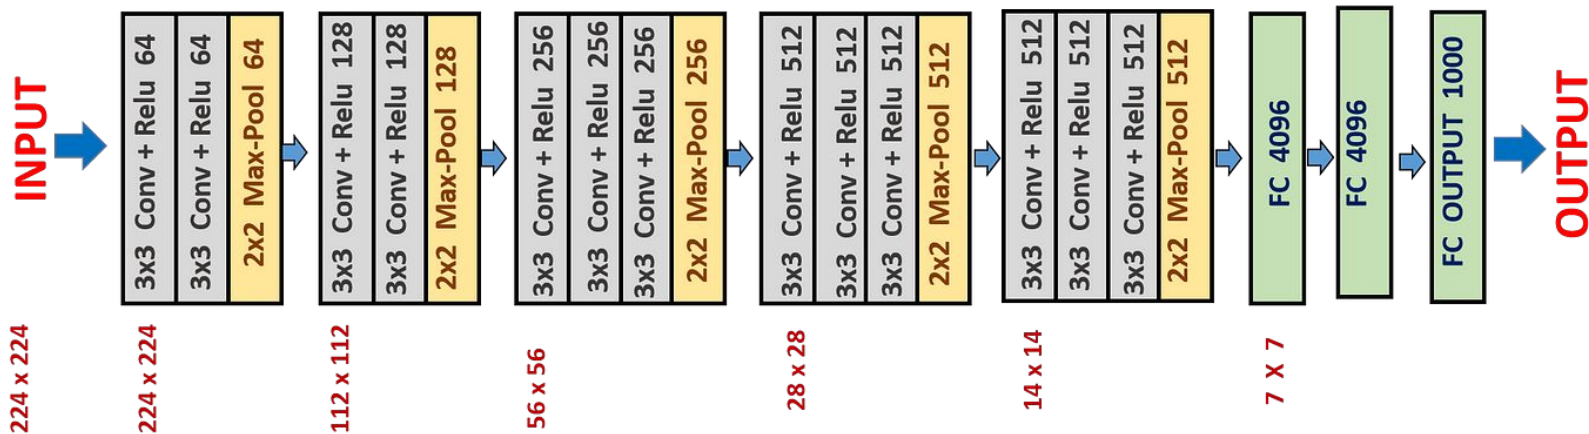 INPUT
3x3 Conv + Relu 64
3x3 Conv + Relu 64
2x2 Max-Pool 64
3x3 Conv + Relu 128
3x3 Conv + Relu 128
2x2 Max-Pool 128
3x3 Conv + Relu 256
3x3 Conv + Relu 256
3x3 Conv + Relu 256
2x2 Max-Pool 256
3x3 Conv + Relu 512
3x3 Conv + Relu 512
3x3 Conv + Relu 512
2x2 Max-Pool 512
3x3 Conv + Relu 512
3x3 Conv + Relu 512
3x3 Conv + Relu 512
2x2 Max-Pool 512
FC 4096
FC 4096
FC OUTPUT 1000
OUTPUT
224 x 224
224 x 224
112 x 112
56 x 56
28 x 28
14 x 14
7 X 7